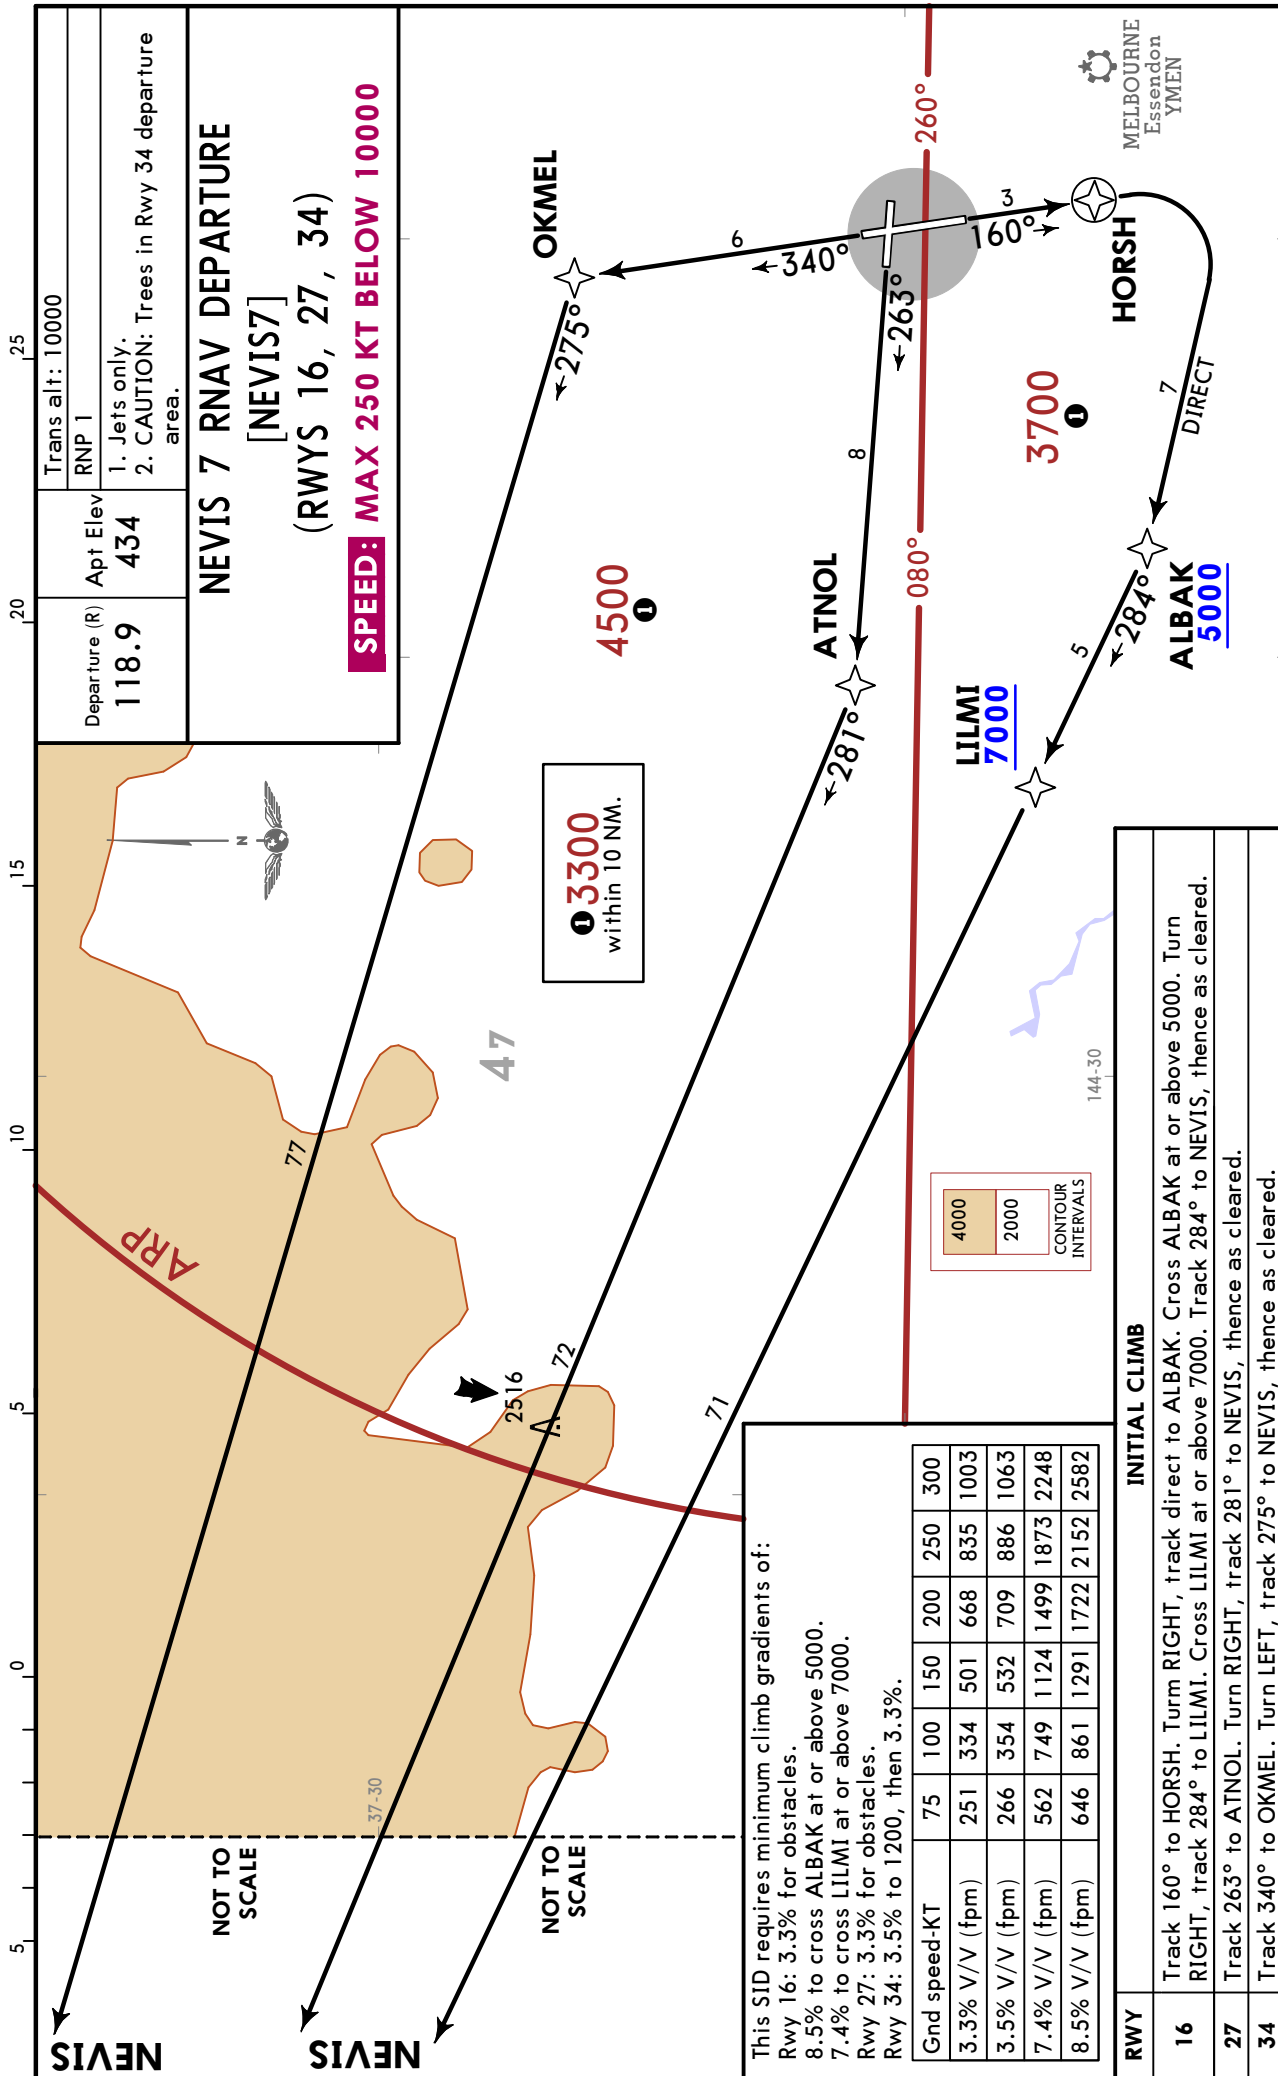 Departure (R)
118.9
Apt Elev
434
Trans alt: 10000
RNP 1
1. Jets only.
2. CAUTION: Trees in Rwy 34 departure
area.
NEVIS 7 RNAV DEPARTURE
[NEVIS7]
(RWYS 16, 27, 34)
SPEED: MAX 250 KT BELOW 10000
5
0
5
10
15
20
25
N
ARP
77
275°
OKMEL
6
340°
47
❶3300
within 10 NM.
4500
❶
2516
72
281°
ATNOL
8
263°
260°
080°
3
160°
HORSH
MELBOURNE
Essendon
YMEN
3700
❶
7
DIRECT
ALBAK
5000
284°
5
LILMI
7000
71
37-30
144-30
NOT TO
SCALE
NOT TO
SCALE
NEVIS
NEVIS
4000
2000
CONTOUR
INTERVALS
This SID requires minimum climb gradients of:
Rwy 16: 3.3% for obstacles.
8.5% to cross ALBAK at or above 5000.
7.4% to cross LILMI at or above 7000.
Rwy 27: 3.3% for obstacles.
Rwy 34: 3.5% to 1200, then 3.3%.
Gnd speed-KT 75 100 150 200 250 300
3.3% V/V (fpm) 251 334 501 668 835 1003
3.5% V/V (fpm) 266 354 532 709 886 1063
7.4% V/V (fpm) 562 749 1124 1499 1873 2248
8.5% V/V (fpm) 646 861 1291 1722 2152 2582
RWY INITIAL CLIMB
16 Track 160° to HORSH. Turm RIGHT, track direct to ALBAK. Cross ALBAK at or above 5000. Turn
RIGHT, track 284° to LILMI. Cross LILMI at or above 7000. Track 284° to NEVIS, thence as cleared.
27 Track 263° to ATNOL. Turn RIGHT, track 281° to NEVIS, thence as cleared.
34 Track 340° to OKMEL. Turn LEFT, track 275° to NEVIS, thence as cleared.